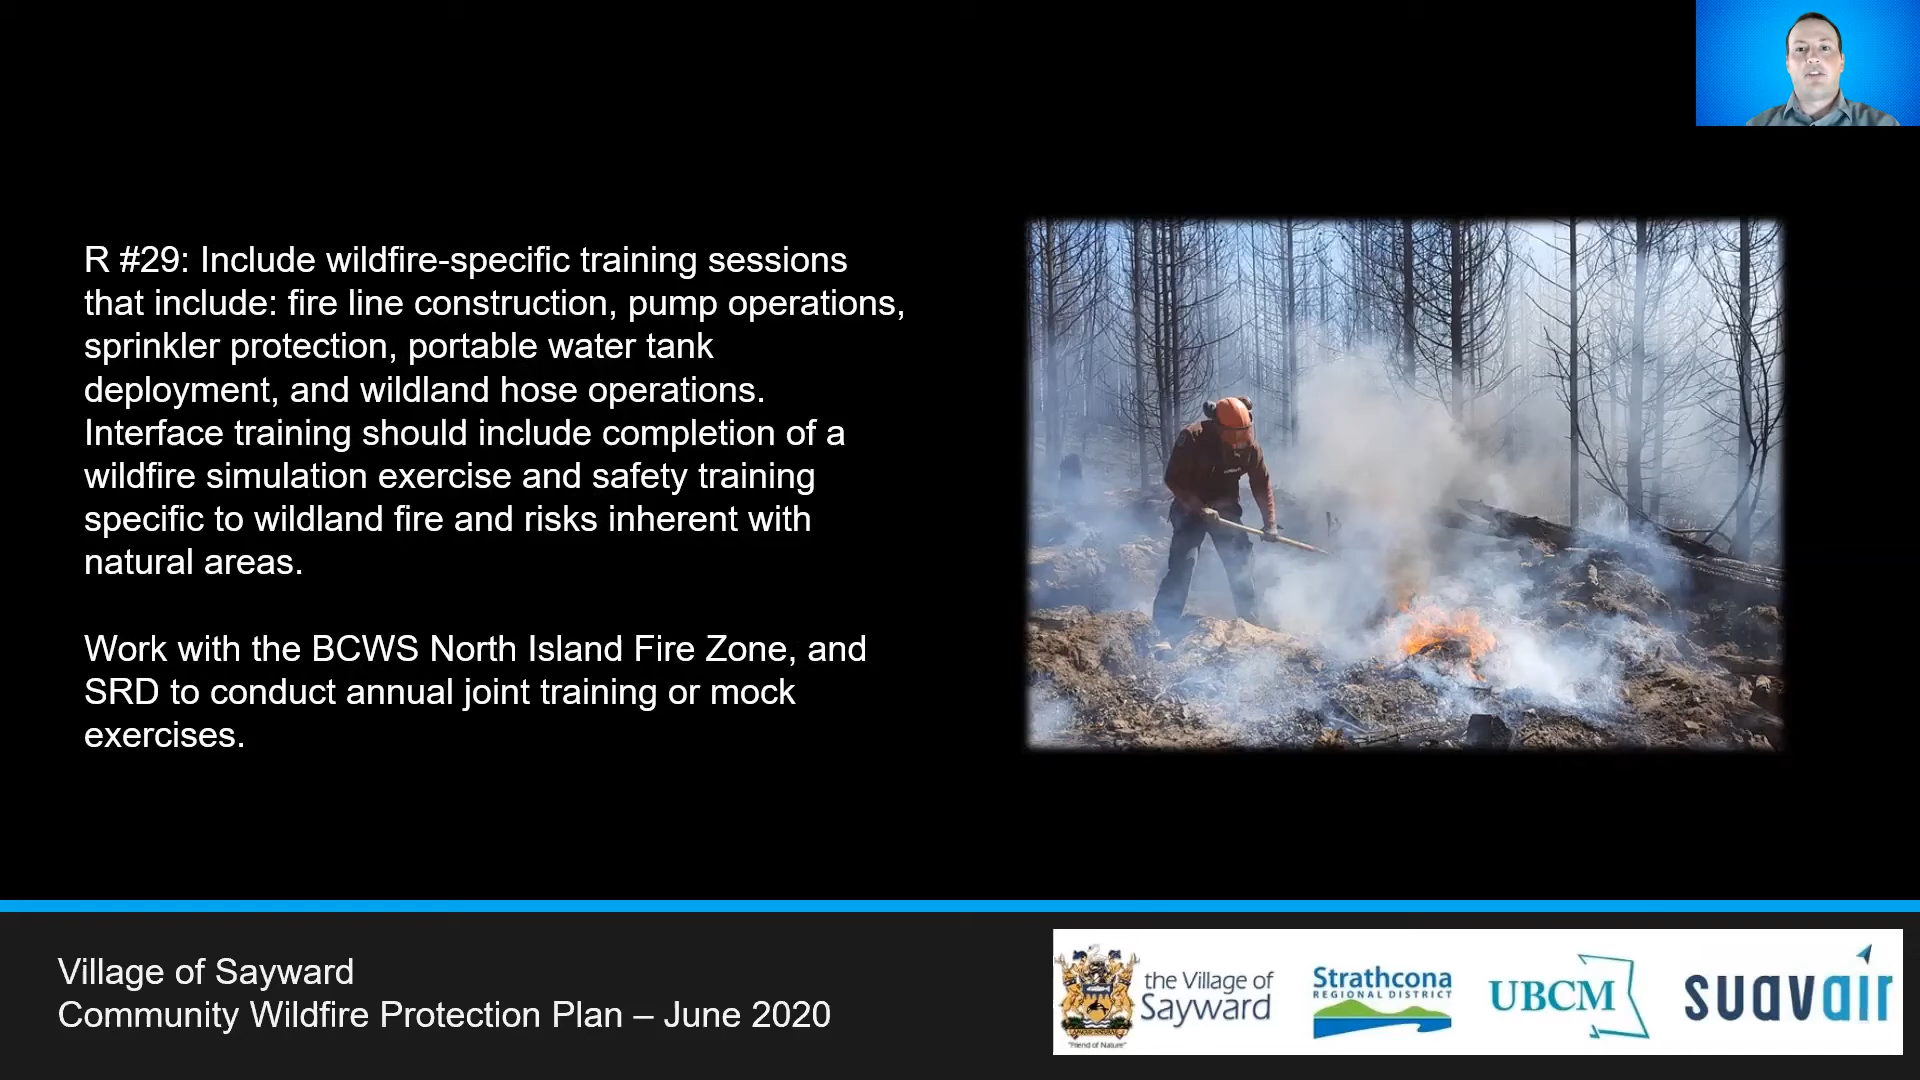 R #29: Include wildfire-specific training sessions
that include: fire line construction, pump operations,
sprinkler protection, portable water tank
deployment, and wildland hose operations.
Interface training should include completion of a
wildfire simulation exercise and safety training
specific to wildland fire and risks inherent with
natural areas.
Work with the BCWS North Island Fire Zone, and
SRD to conduct annual joint training or mock
exercises.
Village of Sayward
Community Wildfire Protection Plan – June 2020
the Village of
Sayward
"Friend of Nature"
Strathcona
REGIONAL DISTRICT
UBCM
suavair